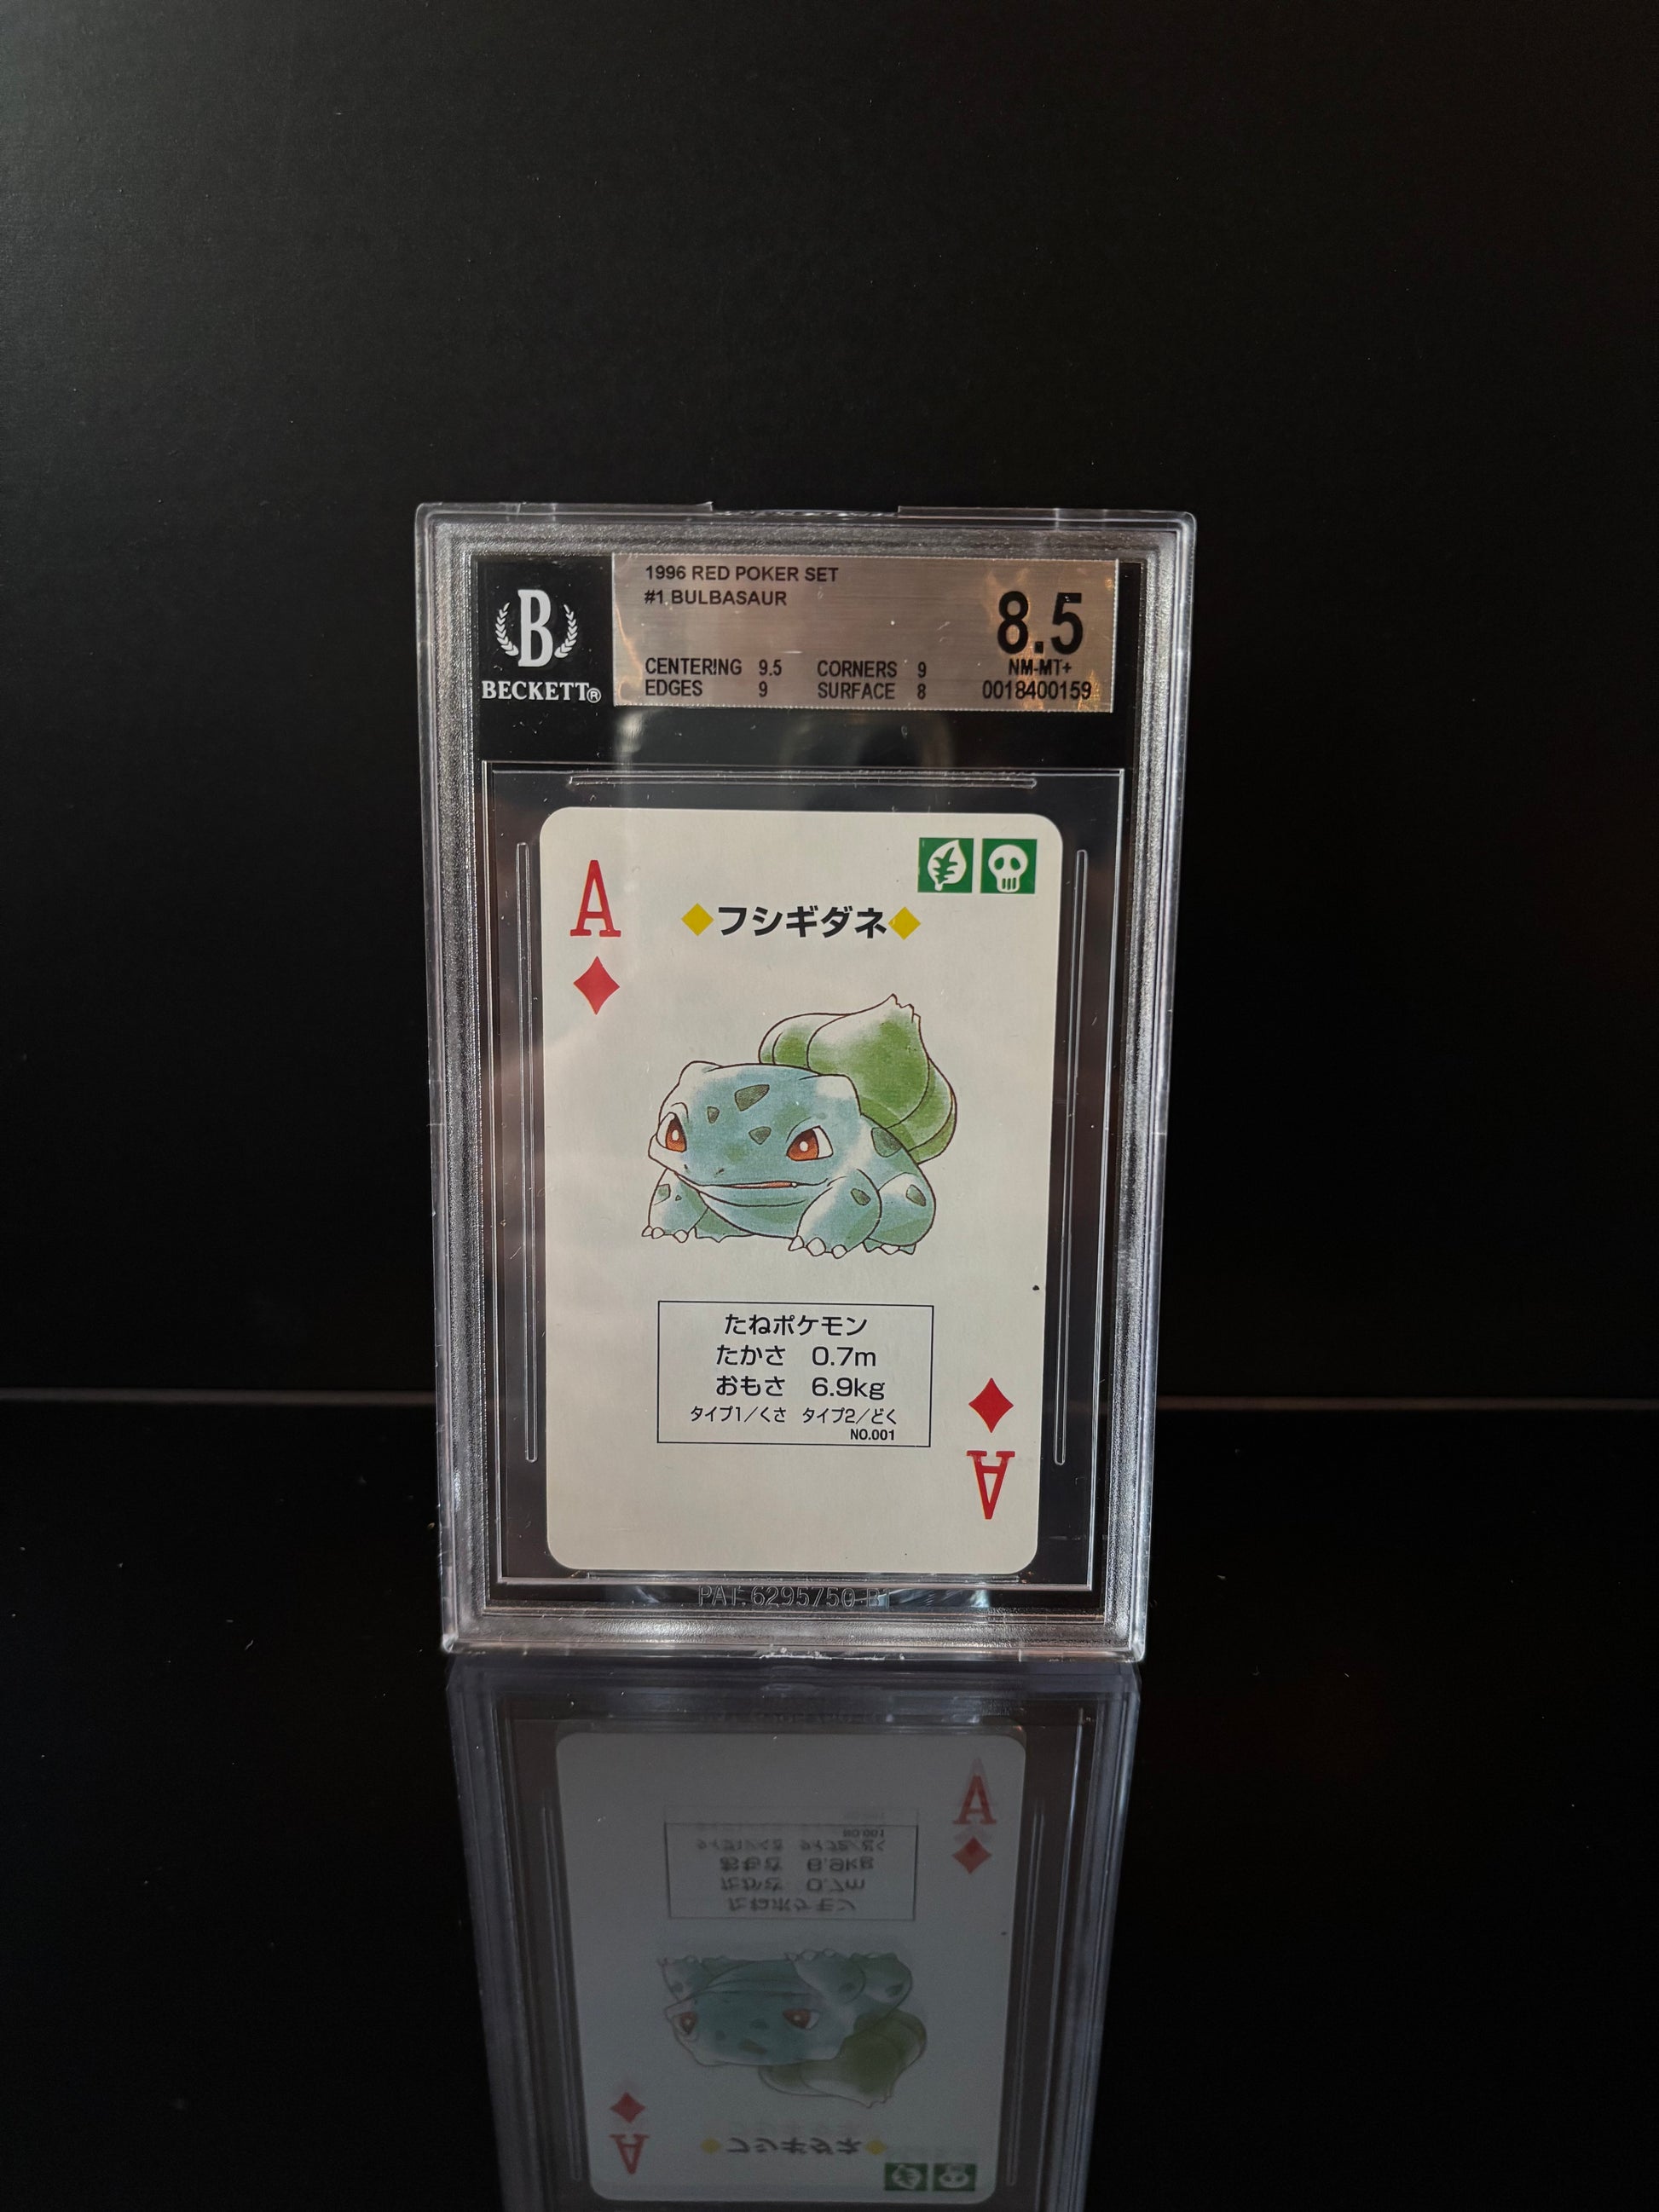 1996 RED POKER SET
#1 BULBASAUR
8.5
CENTERING 9.5 CORNERS 9 NM-MT+
EDGES 9 SURFACE 8 0018400159
B
BECKETT®
A
フシギダネ
たねポケモン
たかさ 0.7m
おもさ 6.9kg
タイプ1/くさ タイプ2/どく
NO.001
A
PAT.6295750